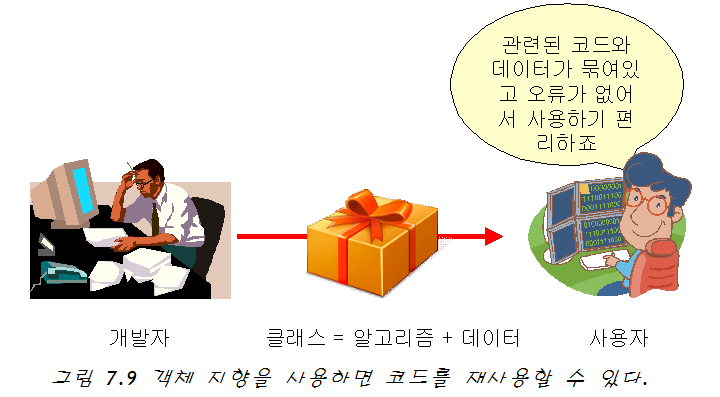 관련된 코드와
데이터가 묶여있
고 오류가 없어
서 사용하기 편
리하죠
개발자
클래스 = 알고리즘 + 데이터
사용자
그림 7.9 객체 지향을 사용하면 코드를 재사용할 수 있다.